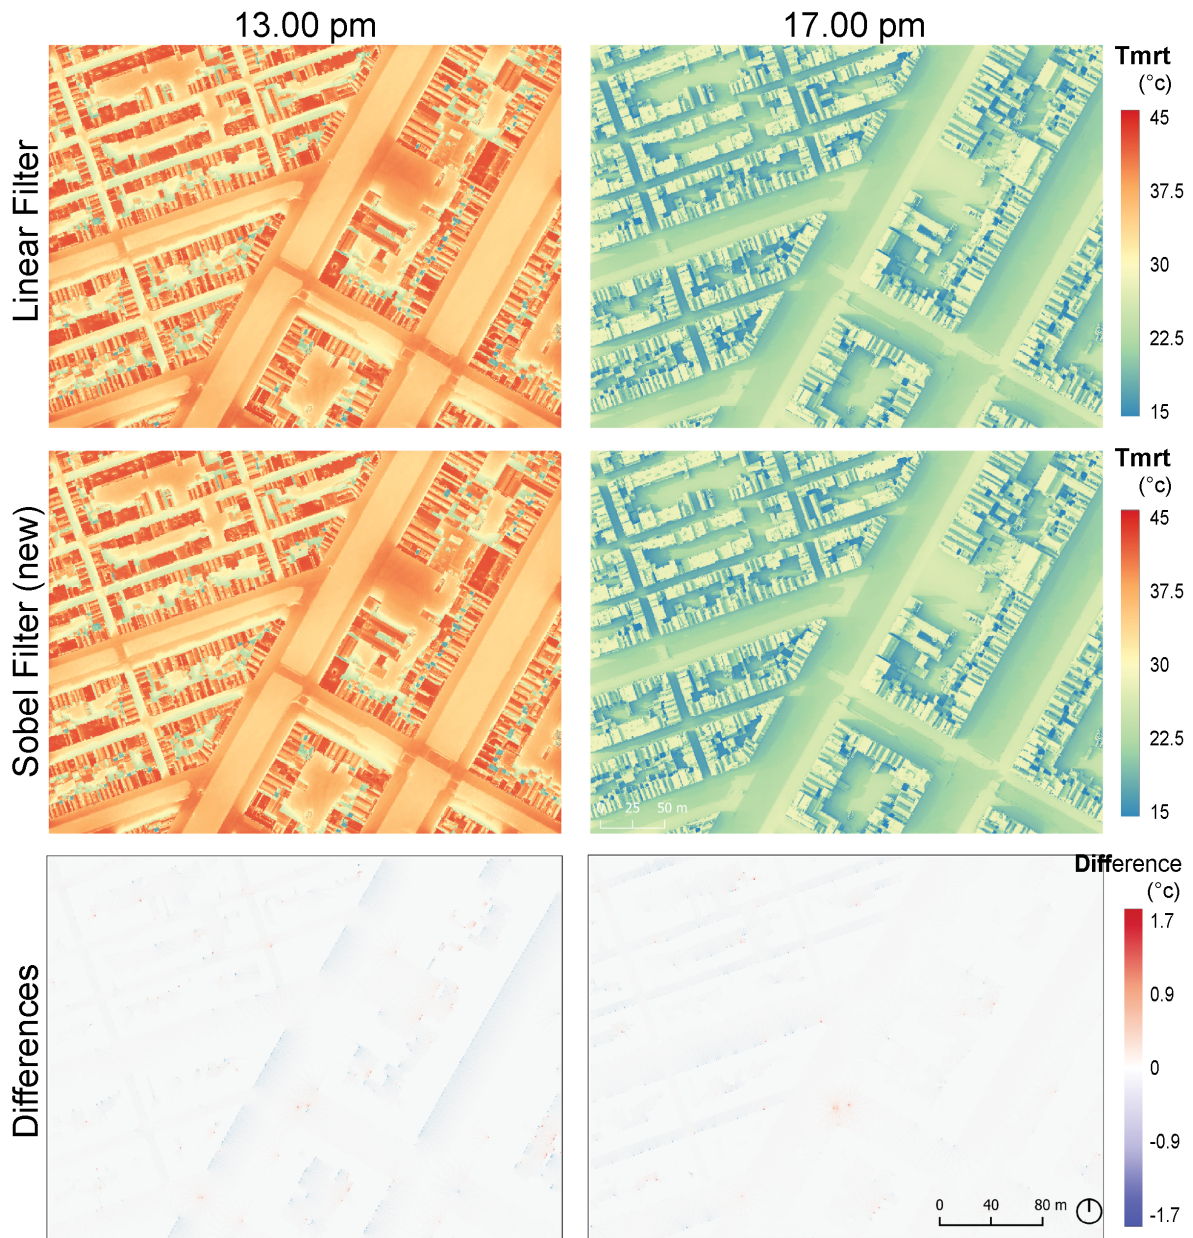 13.00 pm
17.00 pm
Linear Filter
Tmrt
(°c)
45
37.5
30
22.5
15
Sobel Filter (new)
0 25 50 m
Tmrt
(°c)
45
37.5
30
22.5
15
Differences
Difference
(°c)
1.7
0.9
0
-0.9
-1.7
0 40 80 m